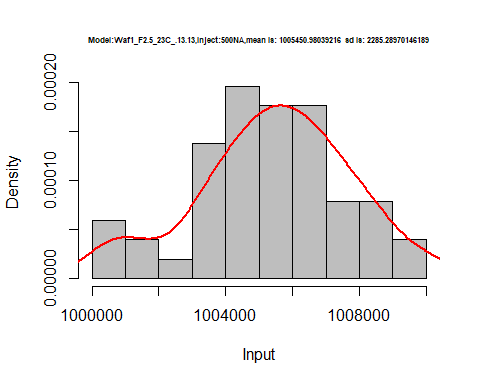 Model:Waf1_F2.5_23C_.13.13,Inject:500NA,mean is: 1005450.98039216 sd is: 2285.28970146189
0.00020
0.00010
0.00000
Density
1000000 1004000 1008000
Input